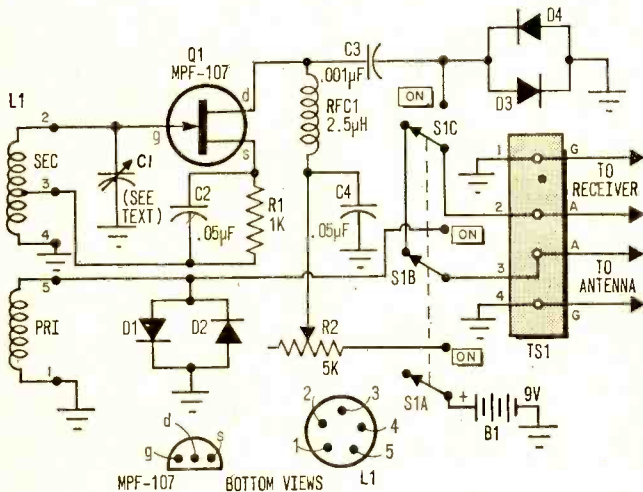 Q1
MPF-107
d
g
s
L1
2
SEC
3
4
5
PRI
1
C1
(SEE
TEXT)
C2
.05µF
R1
1K
D1
D2
C3
.001µF
RFC1
2.5µH
C4
.05µF
R2
5K
D4
D3
ON
S1C
ON
S1B
ON
S1A
+
B1
9V
1
G
TO
RECEIVER
2
A
A
3
TO
ANTENNA
4
G
TS1
g
d
s
MPF-107
BOTTOM VIEWS
1
2
3
4
5
L1